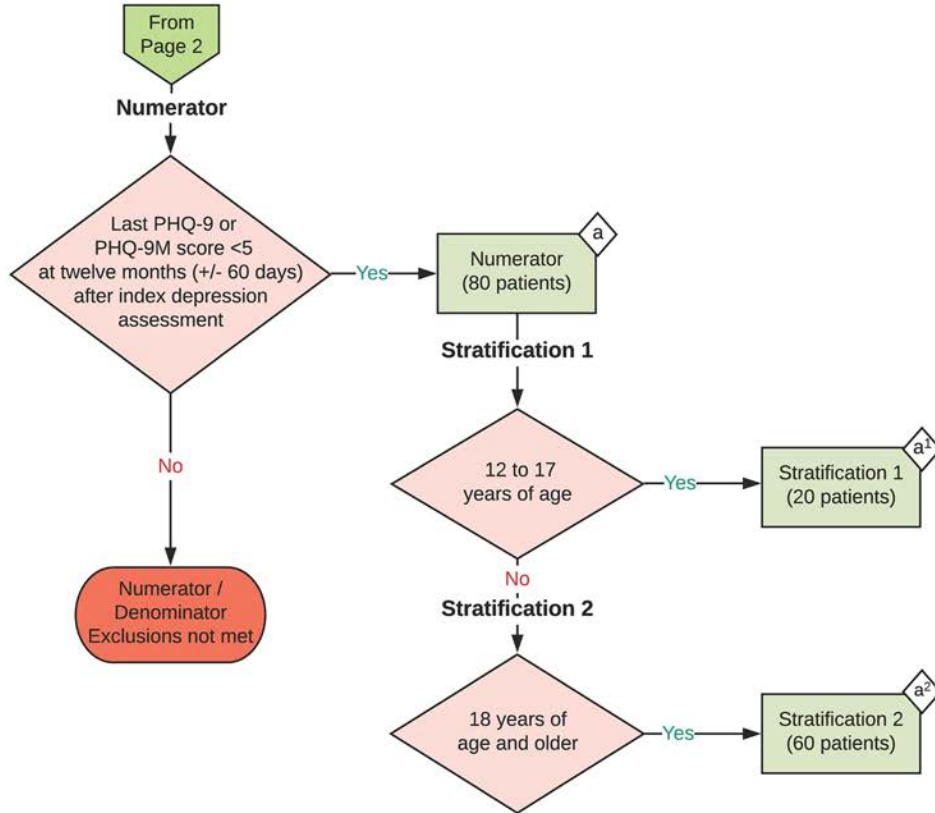 From
Page 2
Numerator
Last PHQ-9 or
PHQ-9M score <5
at twelve months (+/- 60 days)
after index depression
assessment
Yes
a
Numerator
(80 patients)
Stratification 1
No
12 to 17
years of age
Yes
a¹
Stratification 1
(20 patients)
No
Numerator /
Denominator
Exclusions not met
Stratification 2
18 years of
age and older
Yes
a²
Stratification 2
(60 patients)